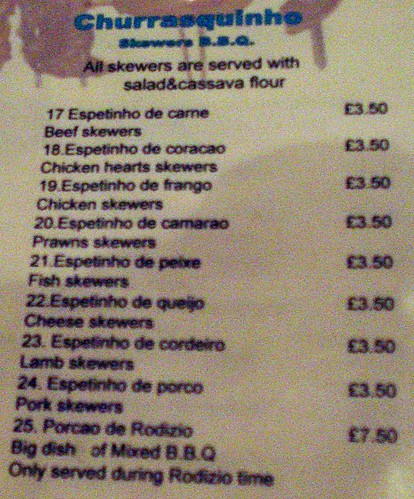 Churrasquinho
Skewers B.B.Q.
All skewers are served with
salad&cassava flour
17 Espetinho de carne £3.50
Beef skewers
18.Espetinho de coracao £3.50
Chicken hearts skewers
19.Espetinho de frango £3.50
Chicken skewers
20.Espetinho de camarao £3.50
Prawns skewers
21.Espetinho de peixe £3.50
Fish skewers
22.Espetinho de queijo £3.50
Cheese skewers
23. Espetinho de cordeiro £3.50
Lamb skewers
24. Espetinho de porco £3.50
Pork skewers
25. Porcao de Rodizio £7.50
Big dish of Mixed B.B.Q
Only served during Rodizio time